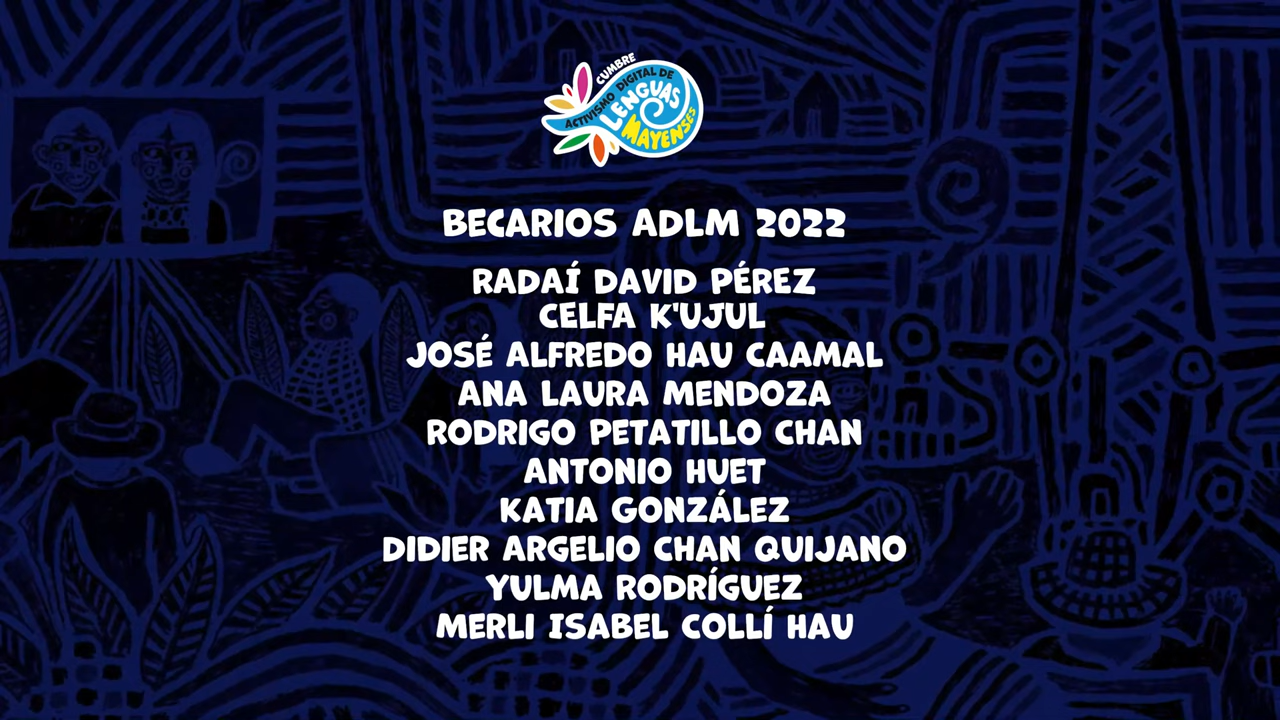 CUMBRE
ACTIVISMO DIGITAL DE
LENGUAS
MAYENSES
BECARIOS ADLM 2022
RADAÍ DAVID PÉREZ
CELFA K'UJUL
JOSÉ ALFREDO HAU CAAMAL
ANA LAURA MENDOZA
RODRIGO PETATILLO CHAN
ANTONIO HUET
KATIA GONZÁLEZ
DIDIER ARGELIO CHAN QUIJANO
YULMA RODRÍGUEZ
MERLI ISABEL COLLÍ HAU